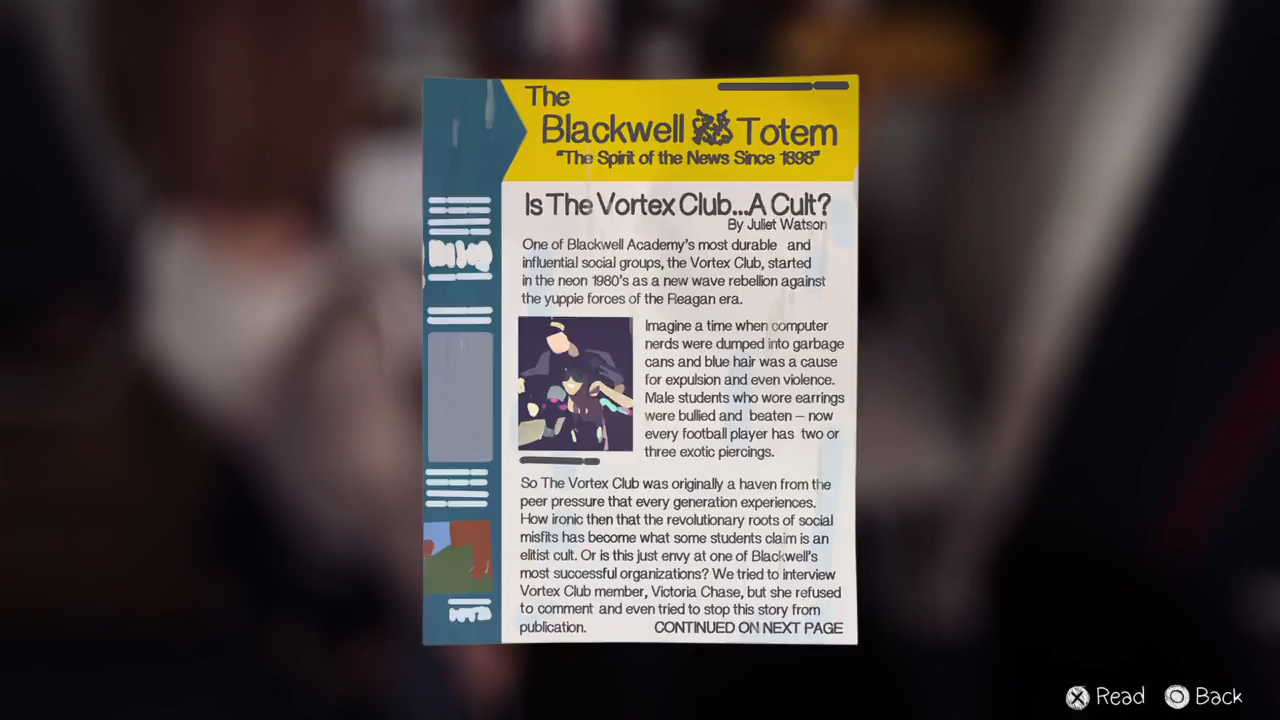 The
Blackwell Totem
“The Spirit of the News Since 1898”
Is The Vortex Club...A Cult?
By Juliet Watson
One of Blackwell Academy's most durable and
influential social groups, the Vortex Club, started
in the neon 1980's as a new wave rebellion against
the yuppie forces of the Reagan era.
Imagine a time when computer
nerds were dumped into garbage
cans and blue hair was a cause
for expulsion and even violence.
Male students who wore earrings
were bullied and beaten – now
every football player has two or
three exotic piercings.
So The Vortex Club was originally a haven from the
peer pressure that every generation experiences.
How ironic then that the revolutionary roots of social
misfits has become what some students claim is an
elitist cult. Or is this just envy at one of Blackwell's
most successful organizations? We tried to interview
Vortex Club member, Victoria Chase, but she refused
to comment and even tried to stop this story from
publication. CONTINUED ON NEXT PAGE
Read Back